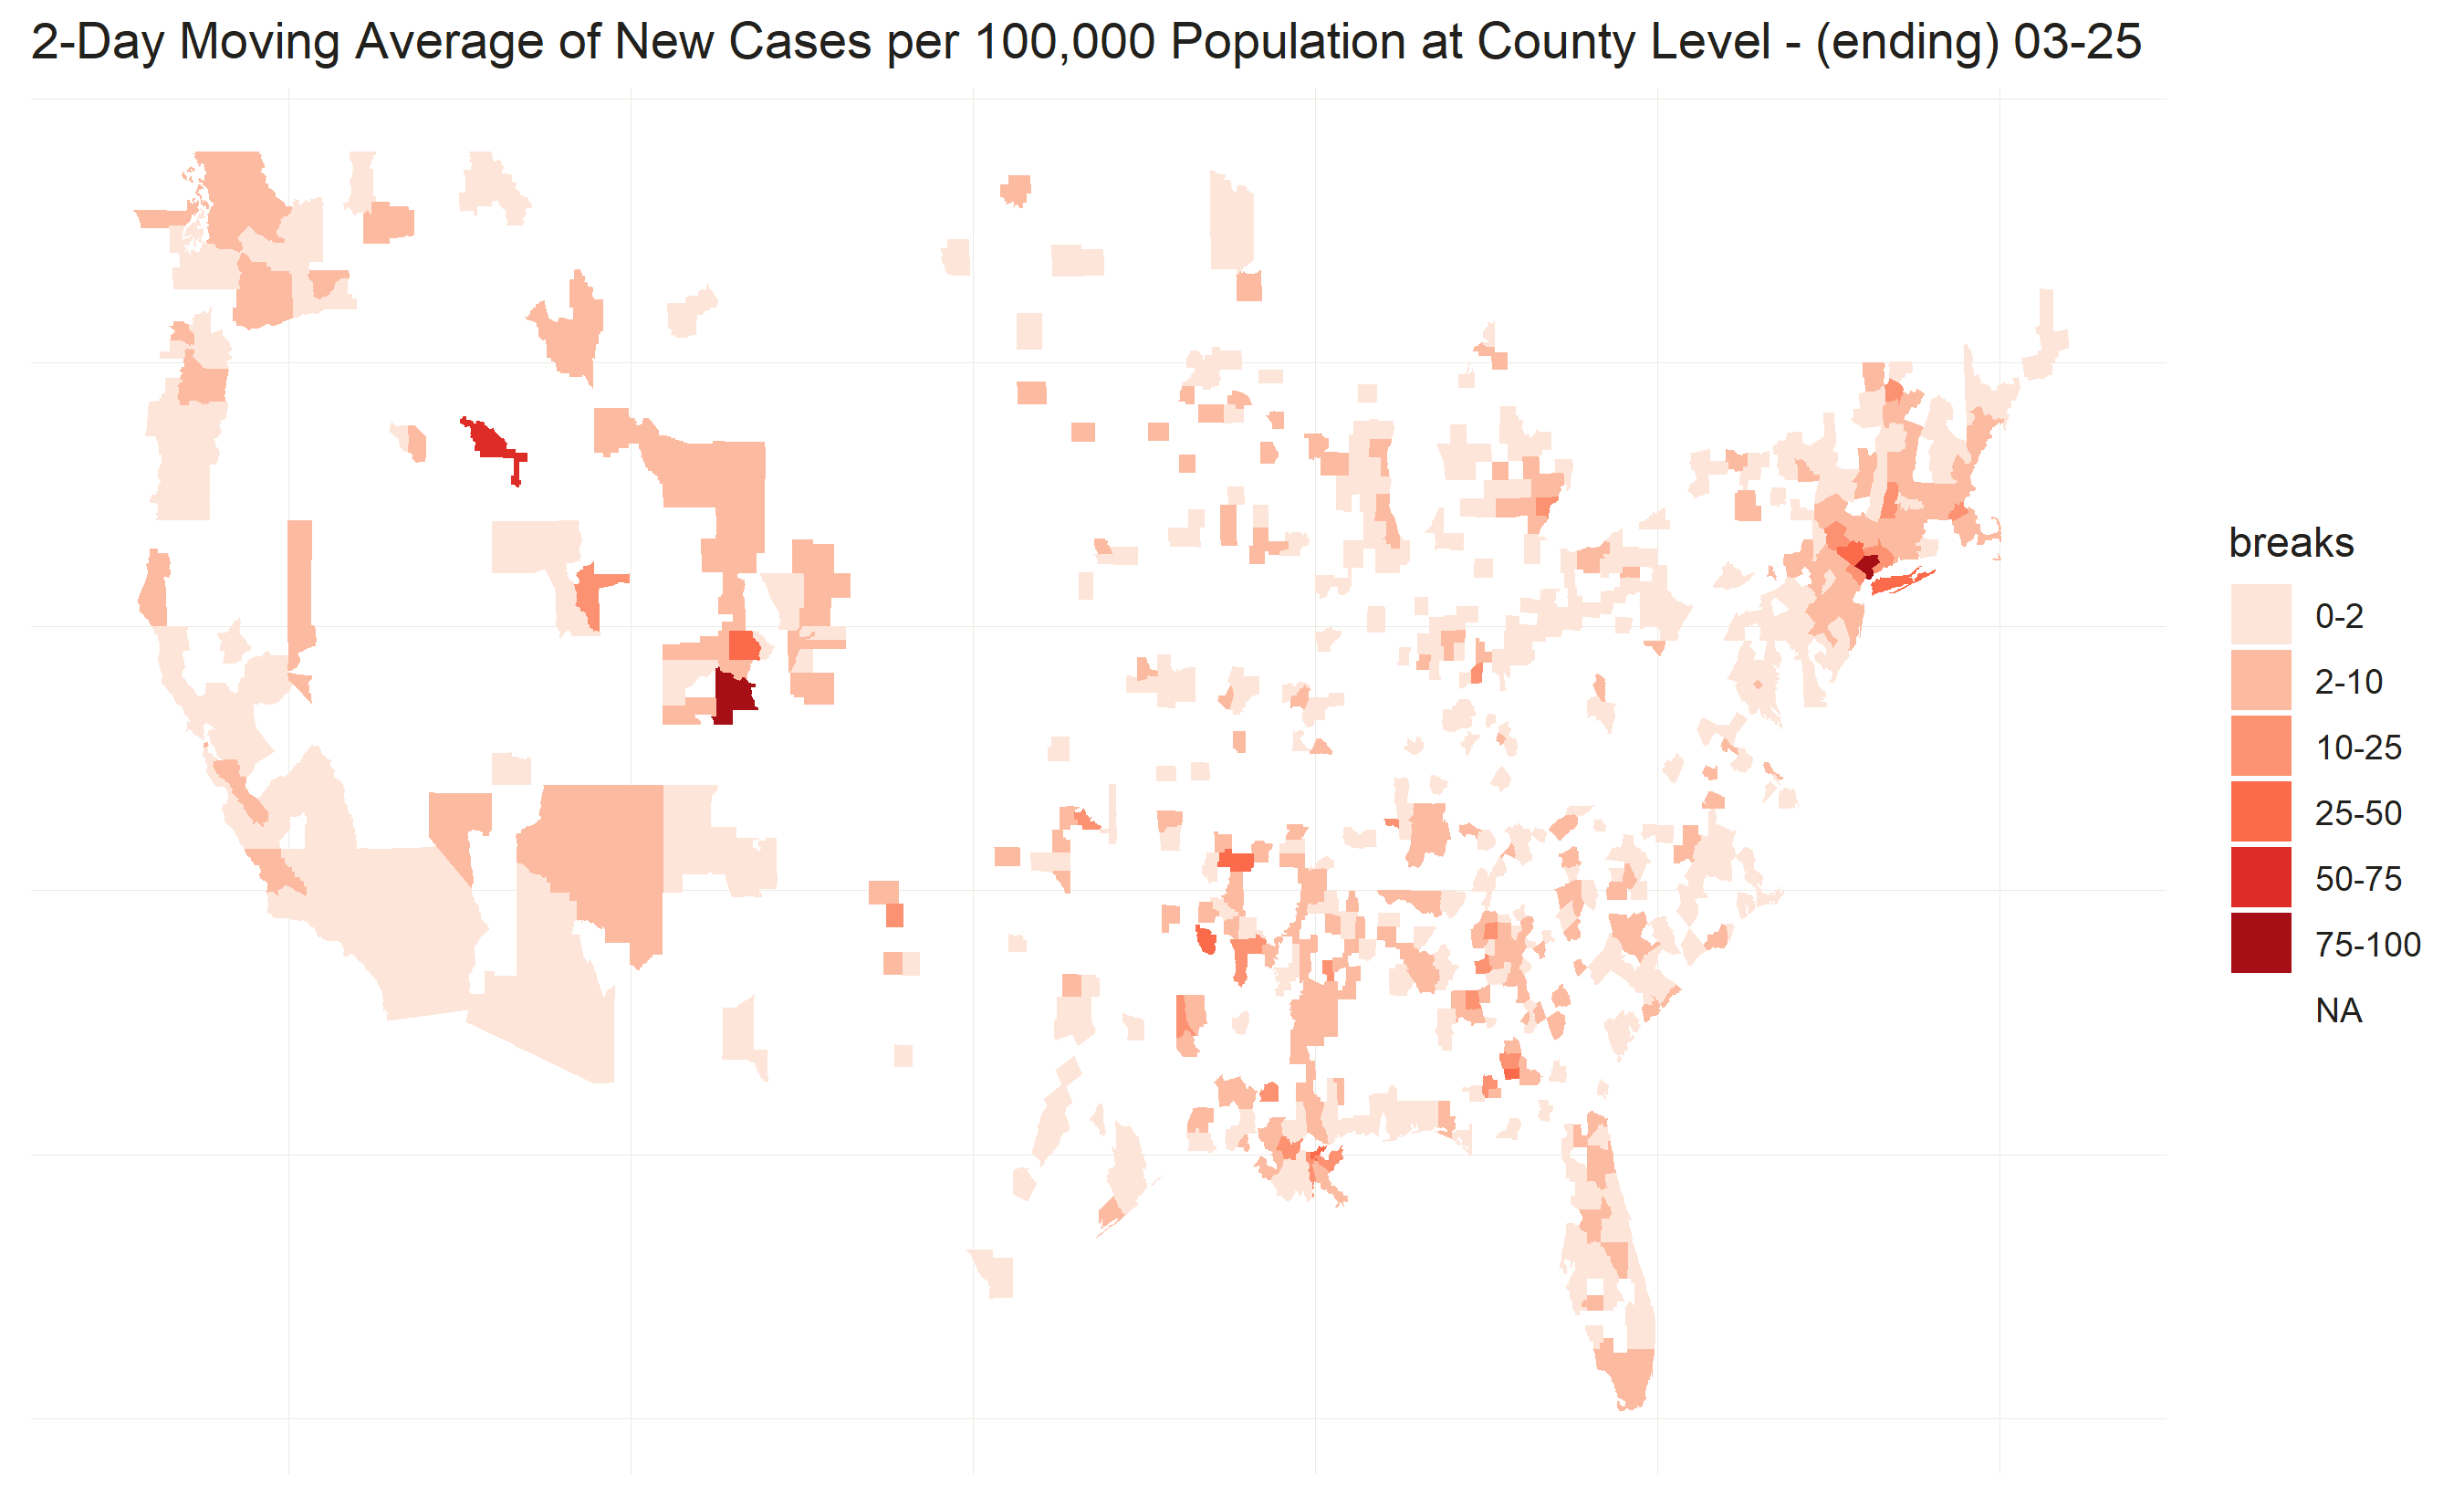 2-Day Moving Average of New Cases per 100,000 Population at County Level - (ending) 03-25
breaks
0-2
2-10
10-25
25-50
50-75
75-100
NA